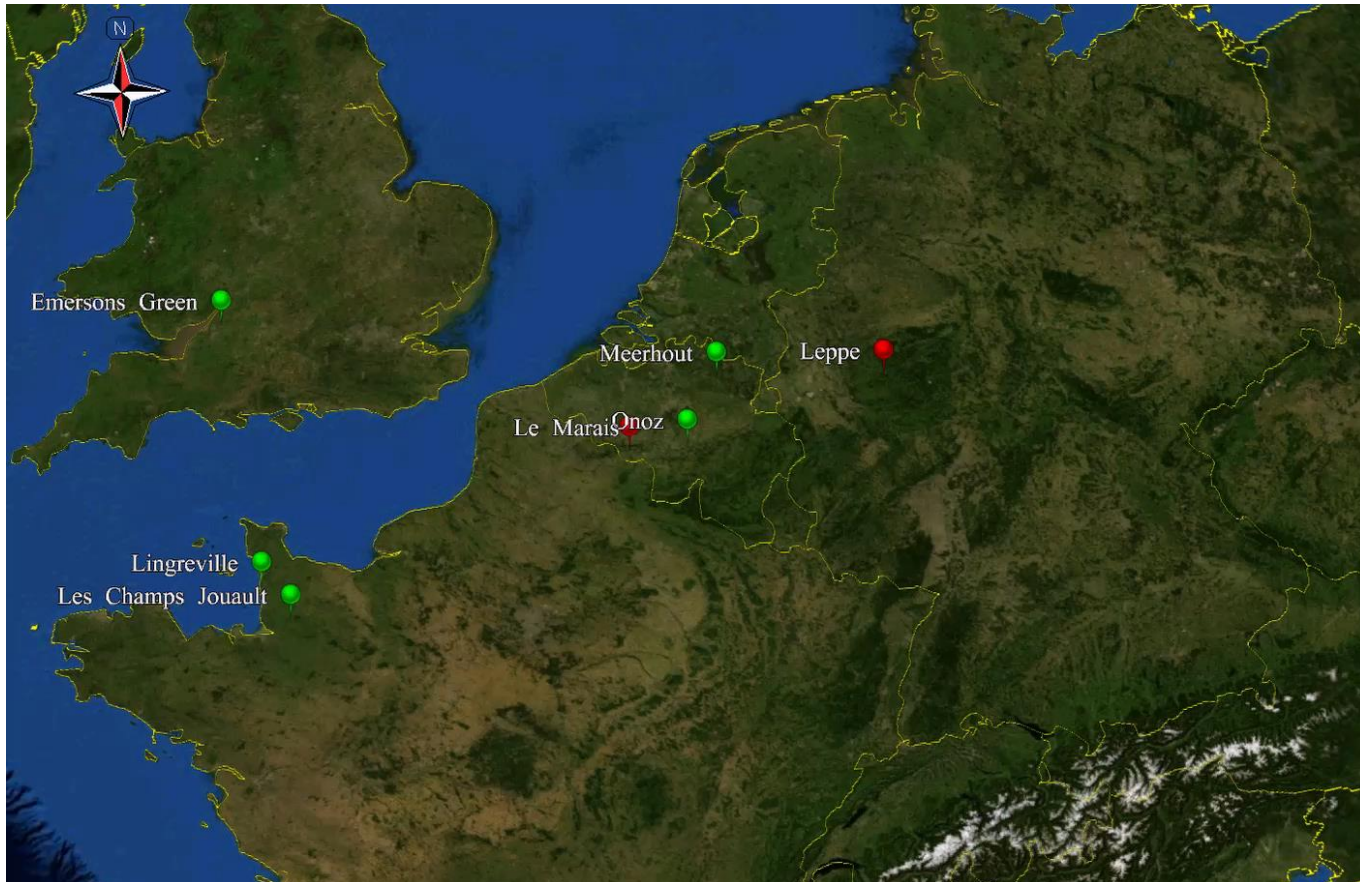 N
Emersons Green
Meerhout
Leppe
Onoz
Le Marais
Lingreville
Les Champs Jouault